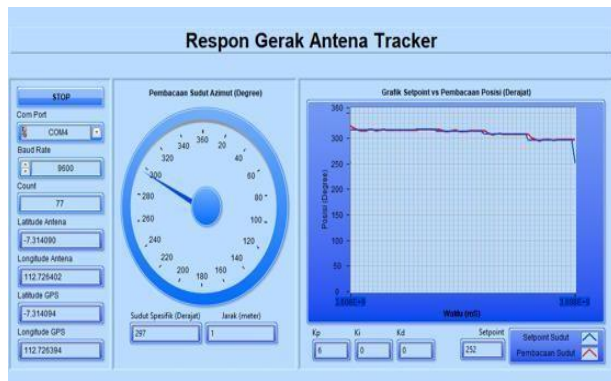 Respon Gerak Antena Tracker
STOP
Com Port
COM4
Baud Rate
9600
Count
77
Latitude Antena
-7.314090
Longitude Antena
112.726402
Latitude GPS
-7.314094
Longitude GPS
112.726394
Pembacaan Sudut Azimut (Degree)
340 360 20
320 40
300 60
280 80
260 100
240 120
220 140
200 180 160
Sudut Spesifik (Derajat)
297
Jarak (meter)
1
Grafik Setpoint vs Pembacaan Posisi (Derajat)
Posisi (Degree)
360
300
250
200
150
100
50
0
Waktu (mS)
Kp
6
Ki
0
Kd
0
Setpoint
252
Setpoint Sudut
Pembacaan Sudut